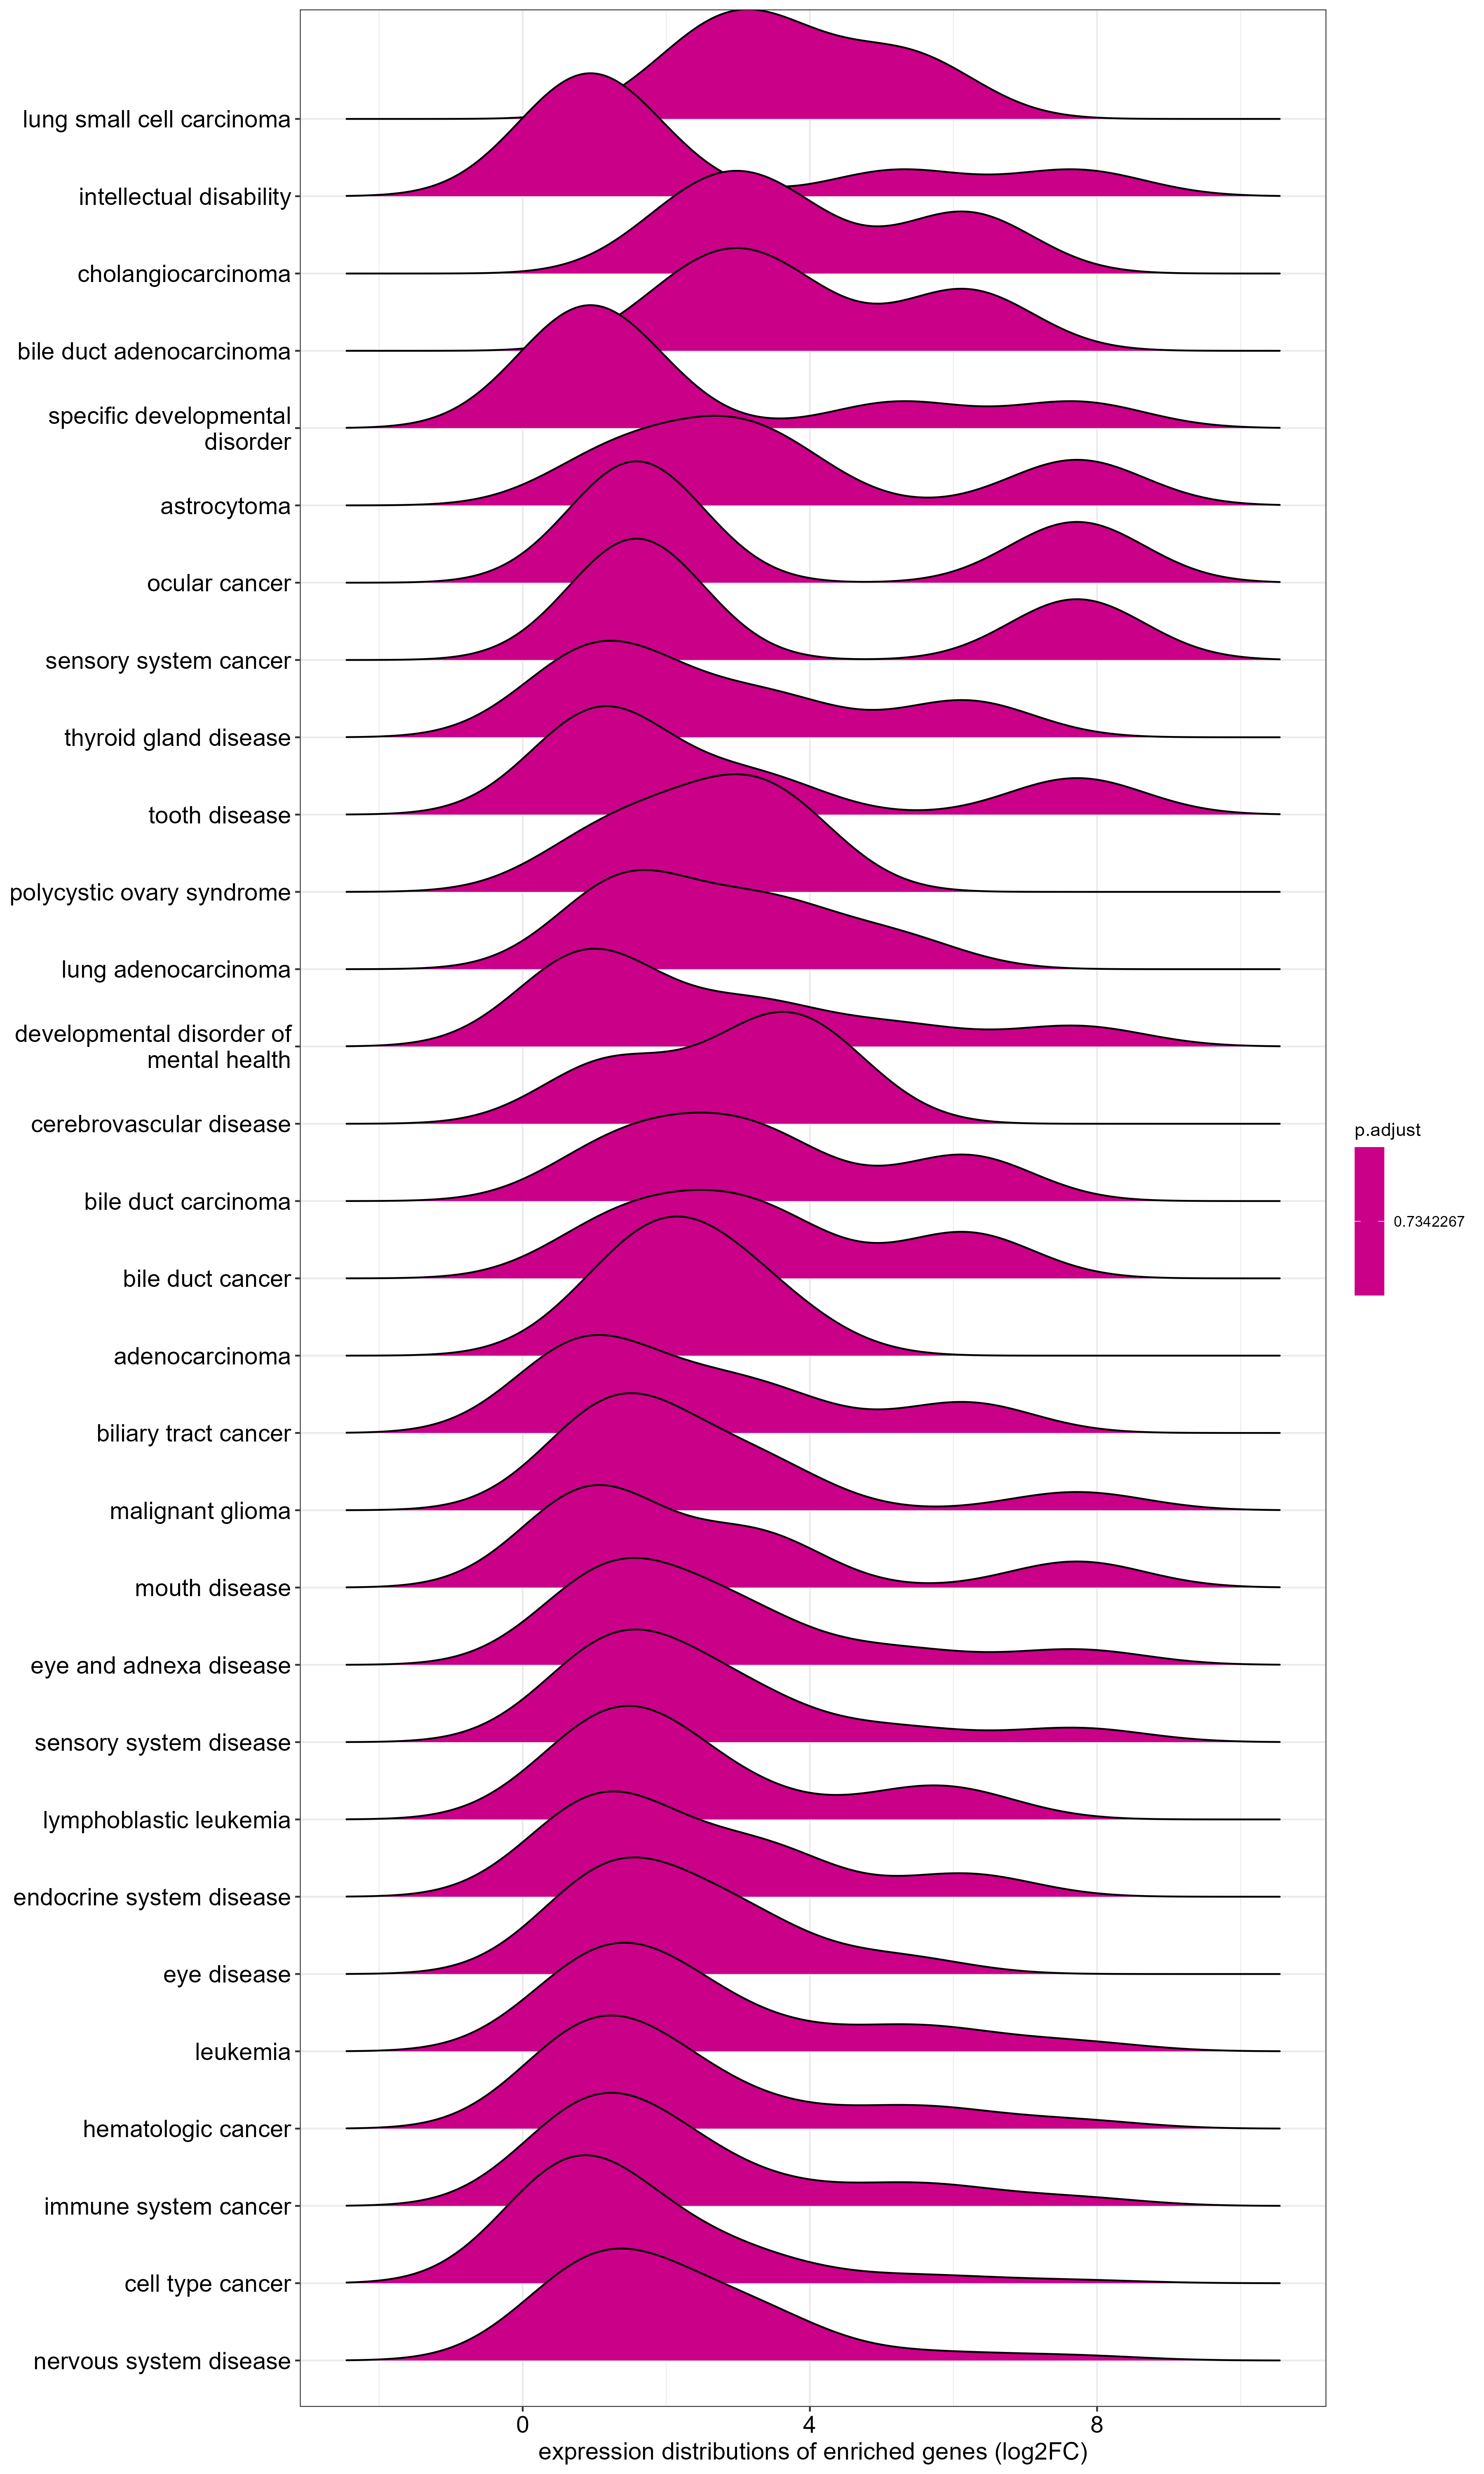 lung small cell carcinoma
intellectual disability
cholangiocarcinoma
bile duct adenocarcinoma
specific developmental
disorder
astrocytoma
ocular cancer
sensory system cancer
thyroid gland disease
tooth disease
polycystic ovary syndrome
lung adenocarcinoma
developmental disorder of
mental health
cerebrovascular disease
bile duct carcinoma
bile duct cancer
adenocarcinoma
biliary tract cancer
malignant glioma
mouth disease
eye and adnexa disease
sensory system disease
lymphoblastic leukemia
endocrine system disease
eye disease
leukemia
hematologic cancer
immune system cancer
cell type cancer
nervous system disease
0 4 8
expression distributions of enriched genes (log2FC)
p.adjust
0.7342267